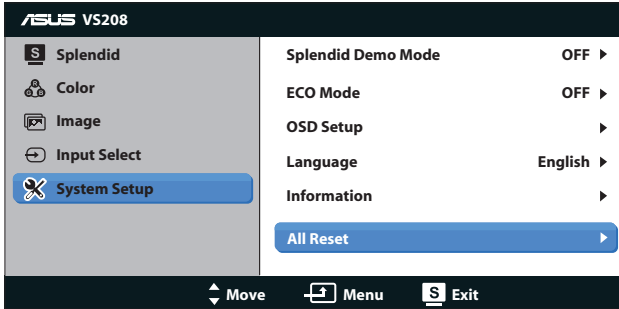 ASUS VS208
S Splendid
Color
Image
Input Select
System Setup
Splendid Demo Mode OFF
ECO Mode OFF
OSD Setup
Language English
Information
All Reset
Move Menu S Exit